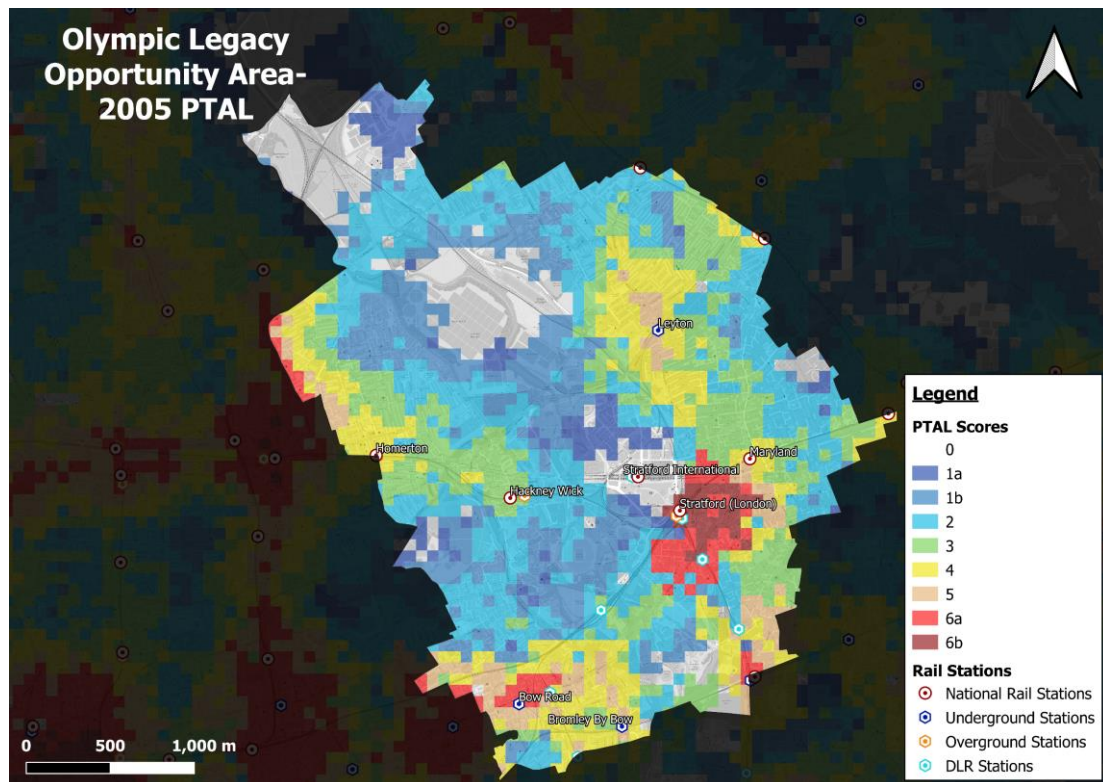 Olympic Legacy
Opportunity Area-
2005 PTAL
Leyton
Homerton
Maryland
Stratford International
Hackney Wick
Stratford (London)
Bow Road
Bromley By Bow
Legend
PTAL Scores
0
1a
1b
2
3
4
5
6a
6b
Rail Stations
National Rail Stations
Underground Stations
Overground Stations
DLR Stations
0 500 1,000 m